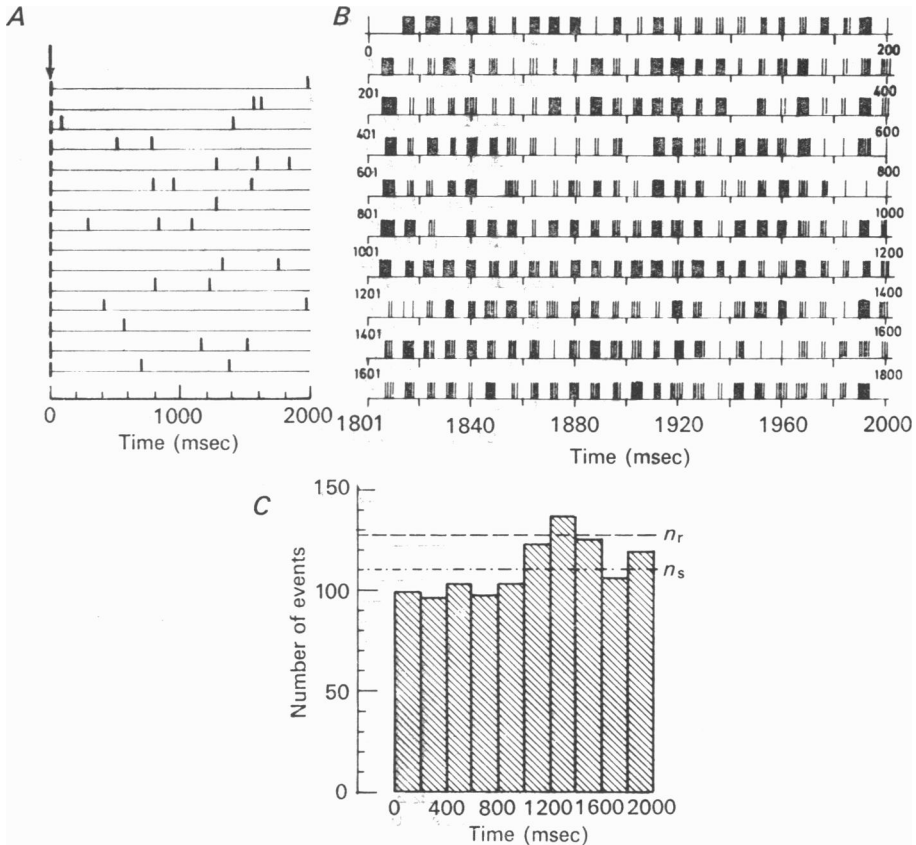 A
0 1000 2000
Time (msec)
B
0 200
201 400
401 600
601 800
801 1000
1001 1200
1201 1400
1401 1600
1601 1800
1801 1840 1880 1920 1960 2000
Time (msec)
C
150
100
50
0
Number of events
n_r
n_s
0 400 800 1200 1600 2000
Time (msec)